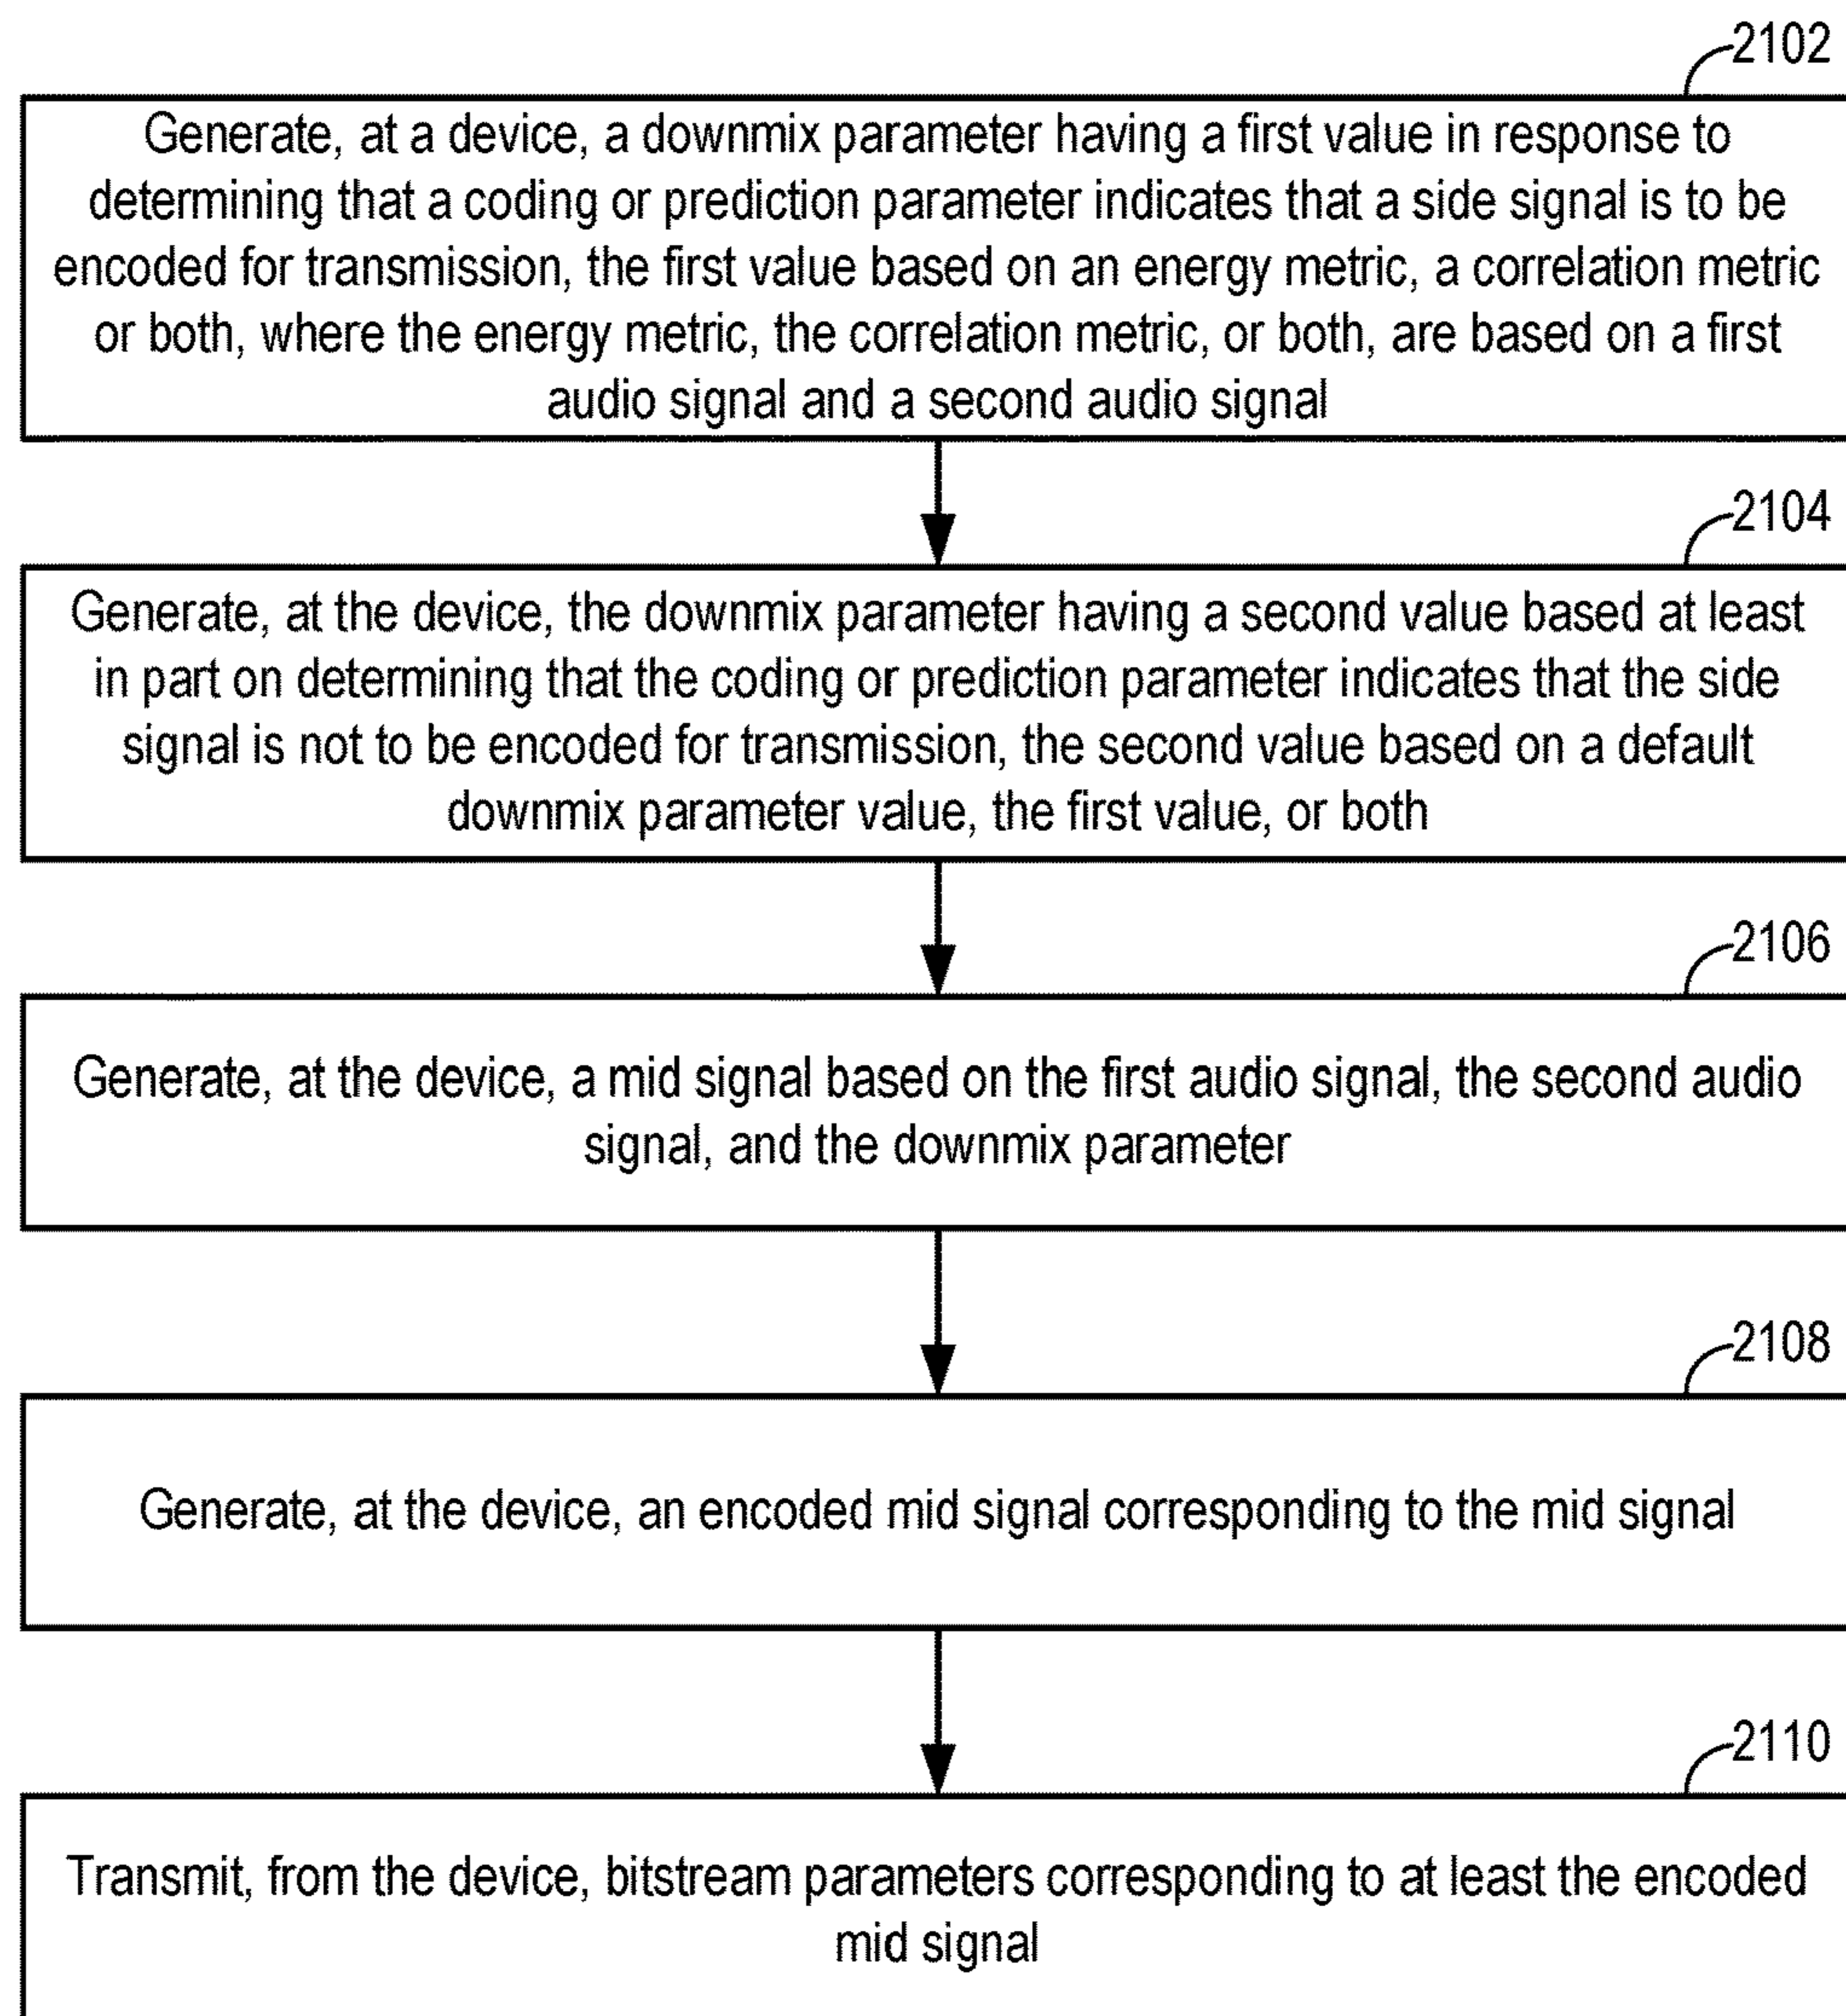 2102
Generate, at a device, a downmix parameter having a first value in response to
determining that a coding or prediction parameter indicates that a side signal is to be
encoded for transmission, the first value based on an energy metric, a correlation metric
or both, where the energy metric, the correlation metric, or both, are based on a first
audio signal and a second audio signal
2104
Generate, at the device, the downmix parameter having a second value based at least
in part on determining that the coding or prediction parameter indicates that the side
signal is not to be encoded for transmission, the second value based on a default
downmix parameter value, the first value, or both
2106
Generate, at the device, a mid signal based on the first audio signal, the second audio
signal, and the downmix parameter
2108
Generate, at the device, an encoded mid signal corresponding to the mid signal
2110
Transmit, from the device, bitstream parameters corresponding to at least the encoded
mid signal